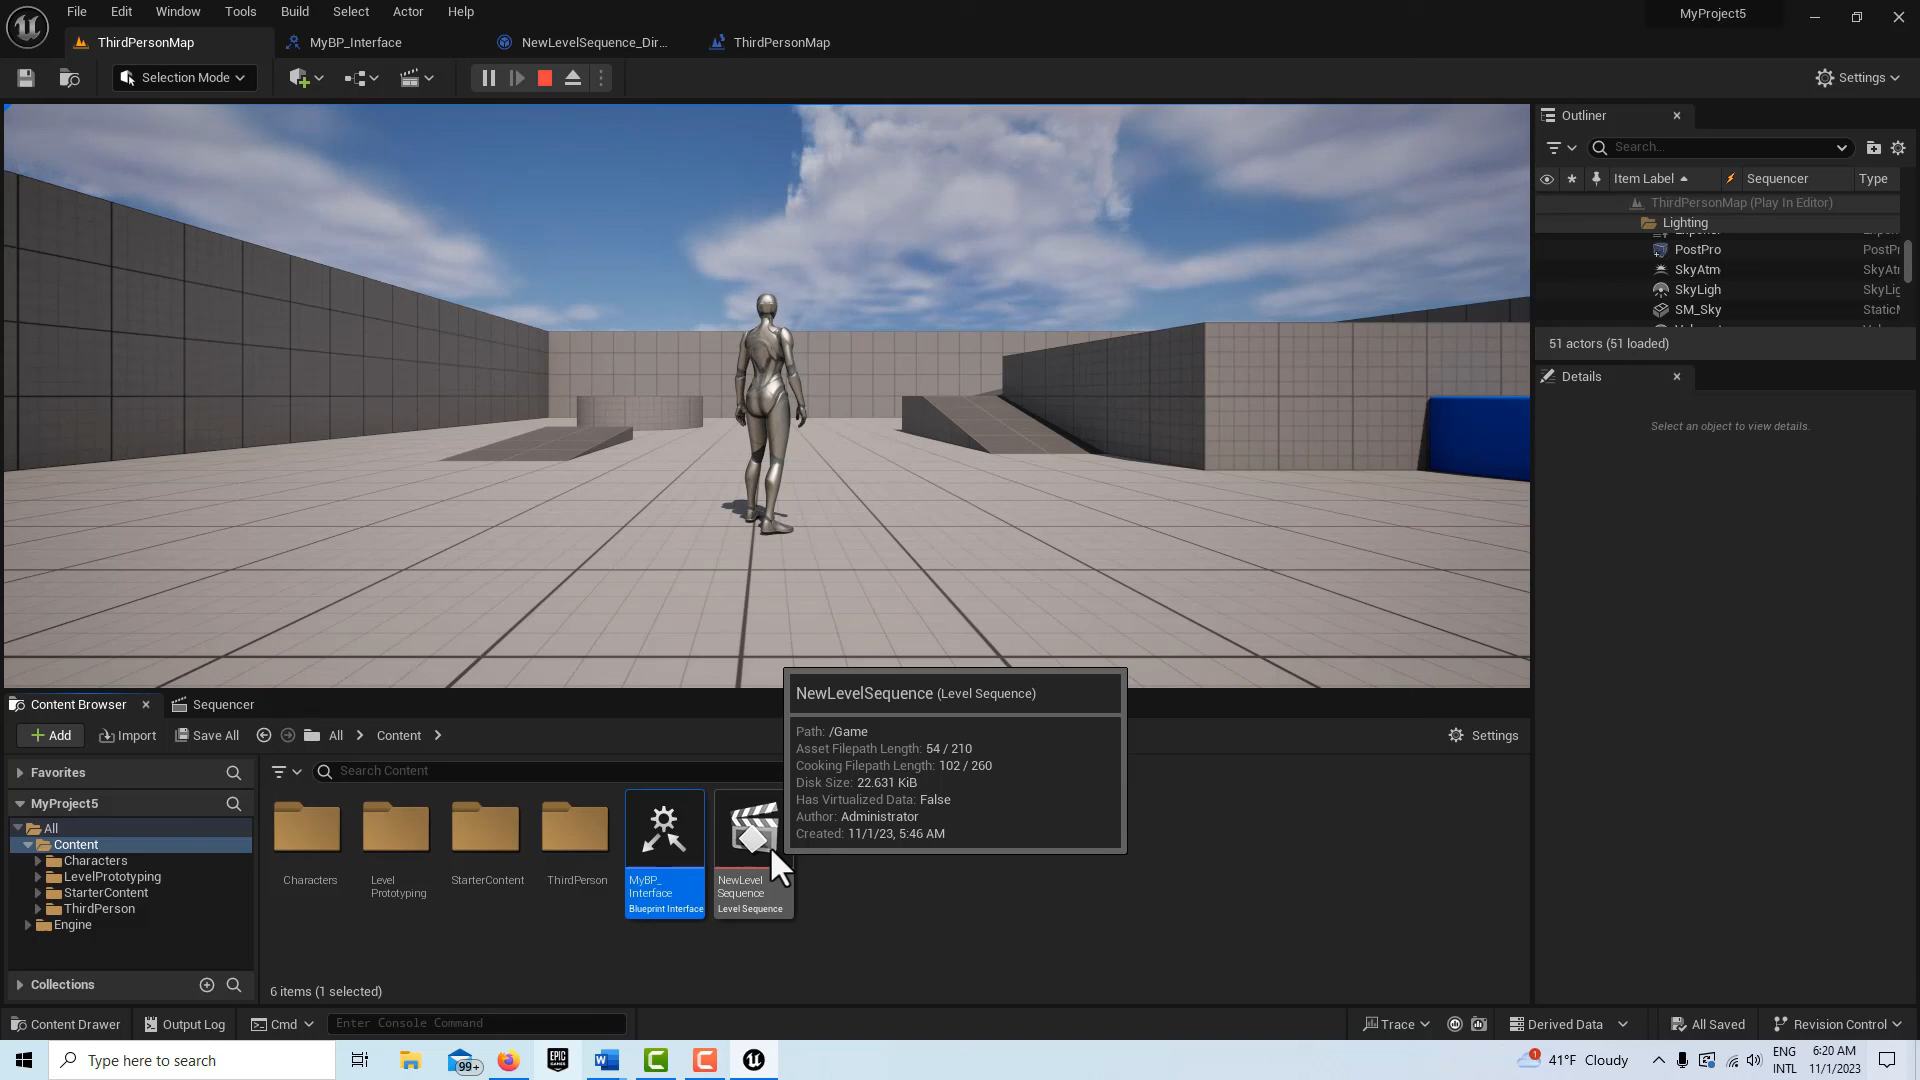 File Edit Window Tools Build Select Actor Help
MyProject5
ThirdPersonMap
MyBP_Interface
NewLevelSequence_Dir...
ThirdPersonMap
Selection Mode
Settings
Outliner
Search...
Item Label
Sequencer
Type
ThirdPersonMap (Play In Editor)
Lighting
PostPro
SkyAtm
SkyLigh
SM_Sky
51 actors (51 loaded)
Details
Select an object to view details.
Content Browser
Sequencer
Add
Import
Save All
All
Content
Settings
Favorites
Search Content
MyProject5
All
Content
Characters
LevelPrototyping
StarterContent
ThirdPerson
Engine
Collections
Characters
Level
Prototyping
StarterContent
ThirdPerson
MyBP_
Interface
Blueprint Interface
NewLevel
Sequence
Level Sequence
6 items (1 selected)
NewLevelSequence (Level Sequence)
Path: /Game
Asset Filepath Length: 54 / 210
Cooking Filepath Length: 102 / 260
Disk Size: 22.631 KiB
Has Virtualized Data: False
Author: Administrator
Created: 11/1/23, 5:46 AM
Content Drawer
Output Log
Cmd
Enter Console Command
Trace
Derived Data
All Saved
Revision Control
Type here to search
99+
EPIC
GAMES
1
41°F Cloudy
ENG
INTL
6:20 AM
11/1/2023